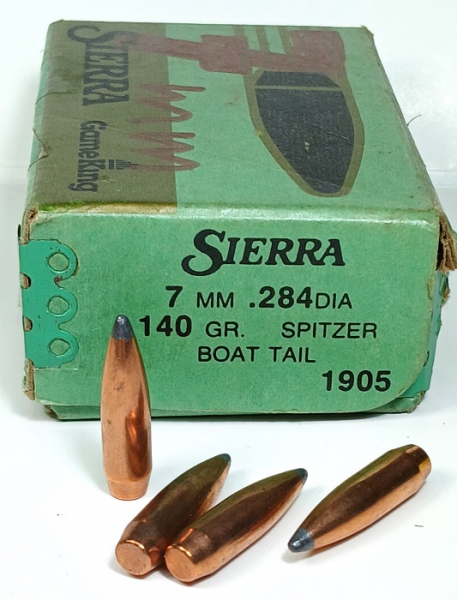 SIERRA
GameKing
SIERRA
7 MM .284 DIA
140 GR. SPITZER
BOAT TAIL
1905